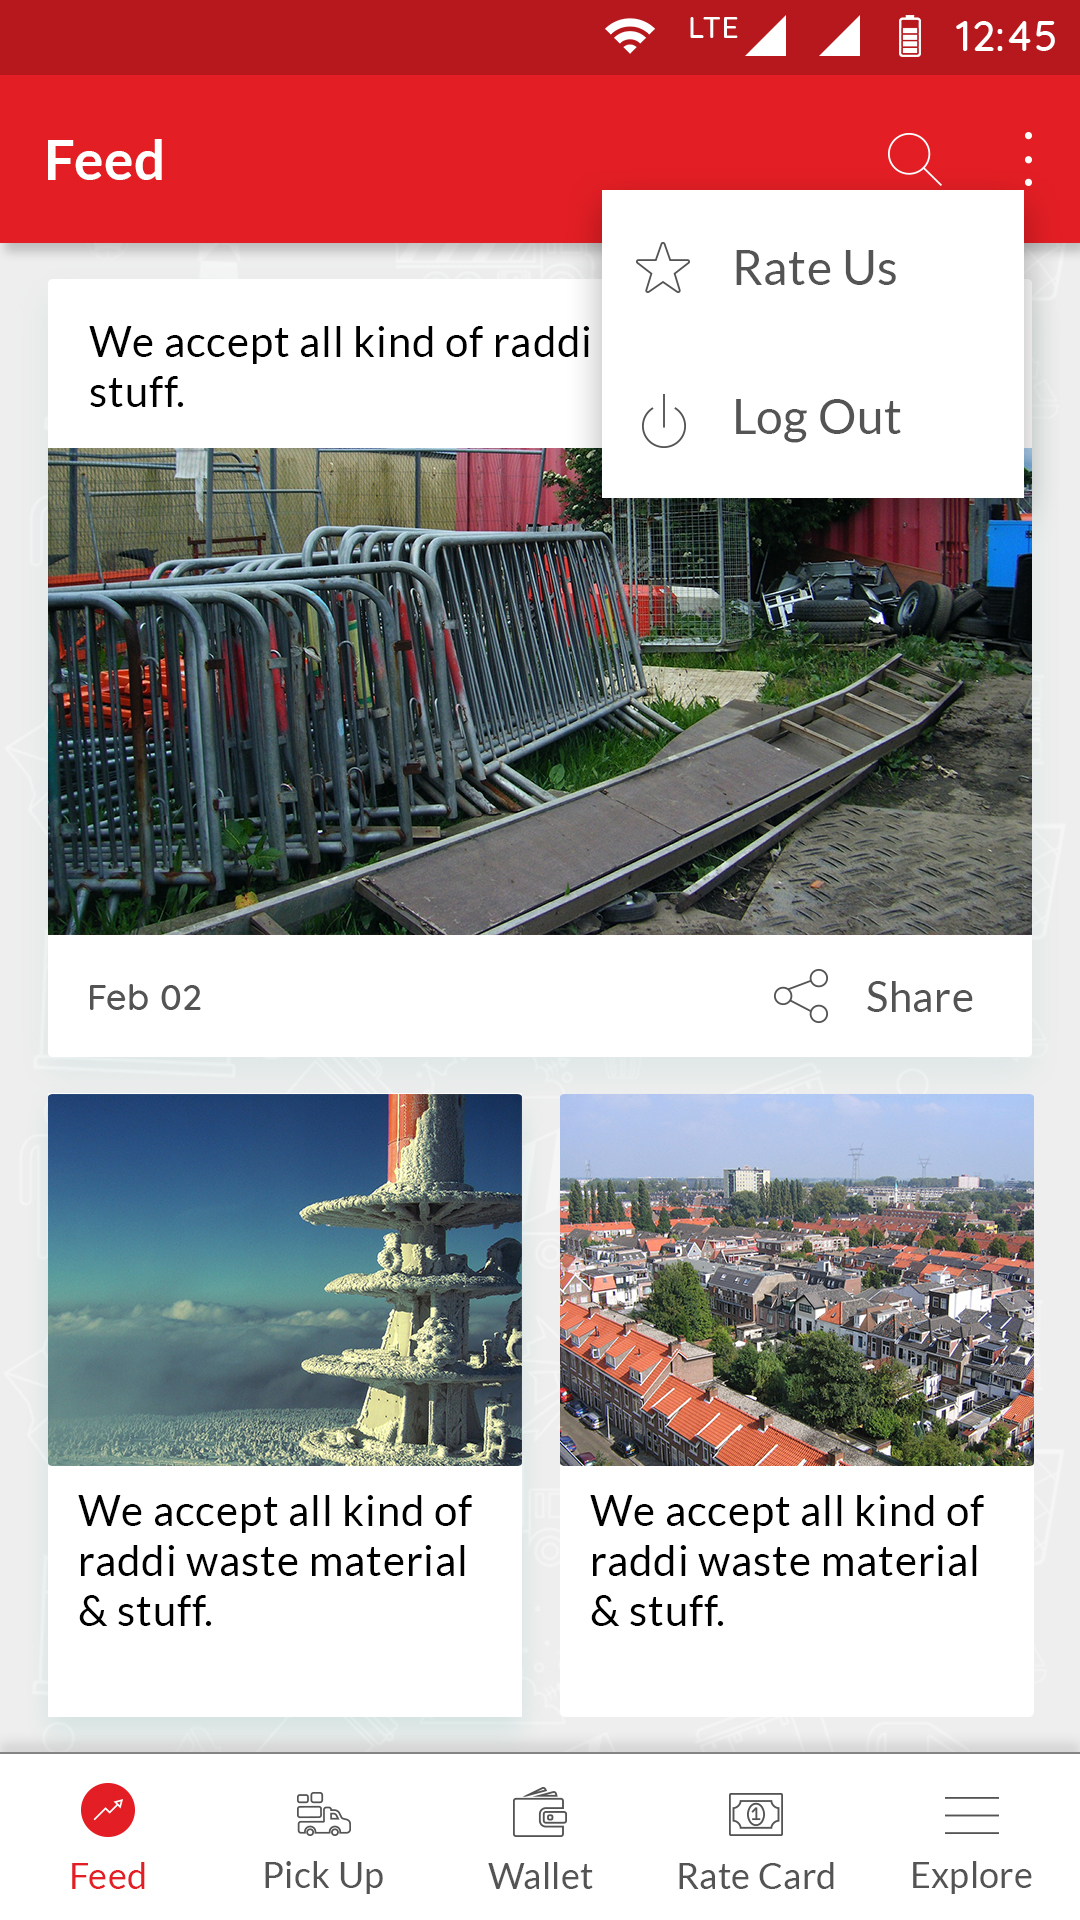 LTE 12:45
Feed
Rate Us
Log Out
We accept all kind of raddi
stuff.
Feb 02
Share
We accept all kind of
raddi waste material
& stuff.
We accept all kind of
raddi waste material
& stuff.
Feed
Pick Up
Wallet
1
Rate Card
Explore